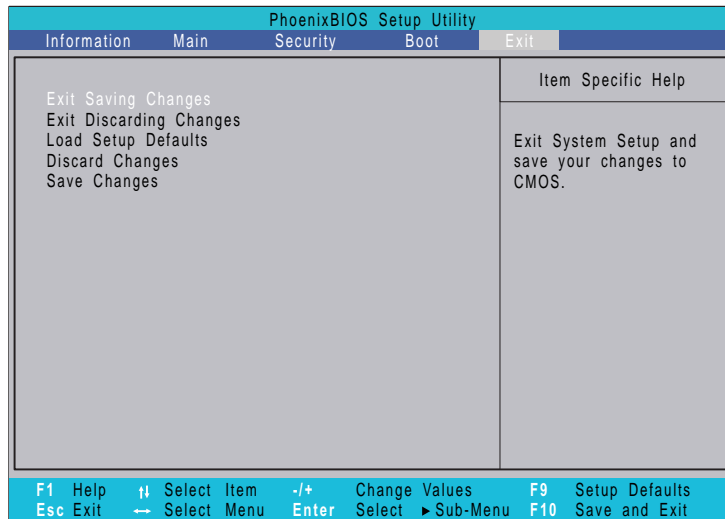 PhoenixBIOS Setup Utility
Information Main Security Boot Exit
Item Specific Help
Exit Saving Changes
Exit Discarding Changes
Load Setup Defaults
Discard Changes
Save Changes
Exit System Setup and
save your changes to
CMOS.
F1 Help ↑↓ Select Item -/+ Change Values F9 Setup Defaults
Esc Exit ↔ Select Menu Enter Select ►Sub-Menu F10 Save and Exit